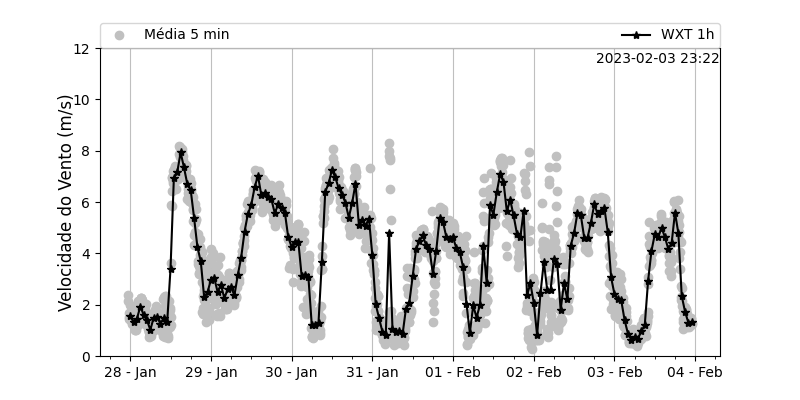 Média 5 min
WXT 1h
2023-02-03 23:22
Velocidade do Vento (m/s)
12
10
8
6
4
2
0
28 - Jan
29 - Jan
30 - Jan
31 - Jan
01 - Feb
02 - Feb
03 - Feb
04 - Feb